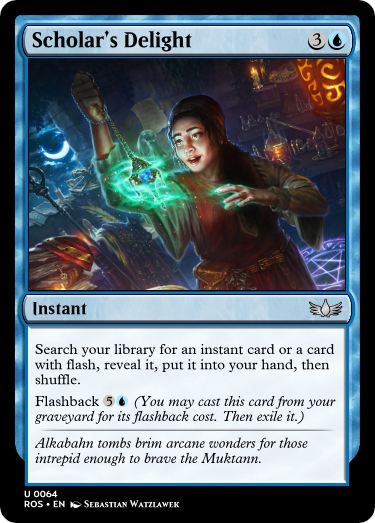 Scholar's Delight 3
Instant
Search your library for an instant card or a card
with flash, reveal it, put it into your hand, then
shuffle.
Flashback 5 (You may cast this card from your
graveyard for its flashback cost. Then exile it.)
Alkabahn tombs brim arcane wonders for those
intrepid enough to brave the Muktann.
U 0064
ROS • EN Sebastian Watzlawek